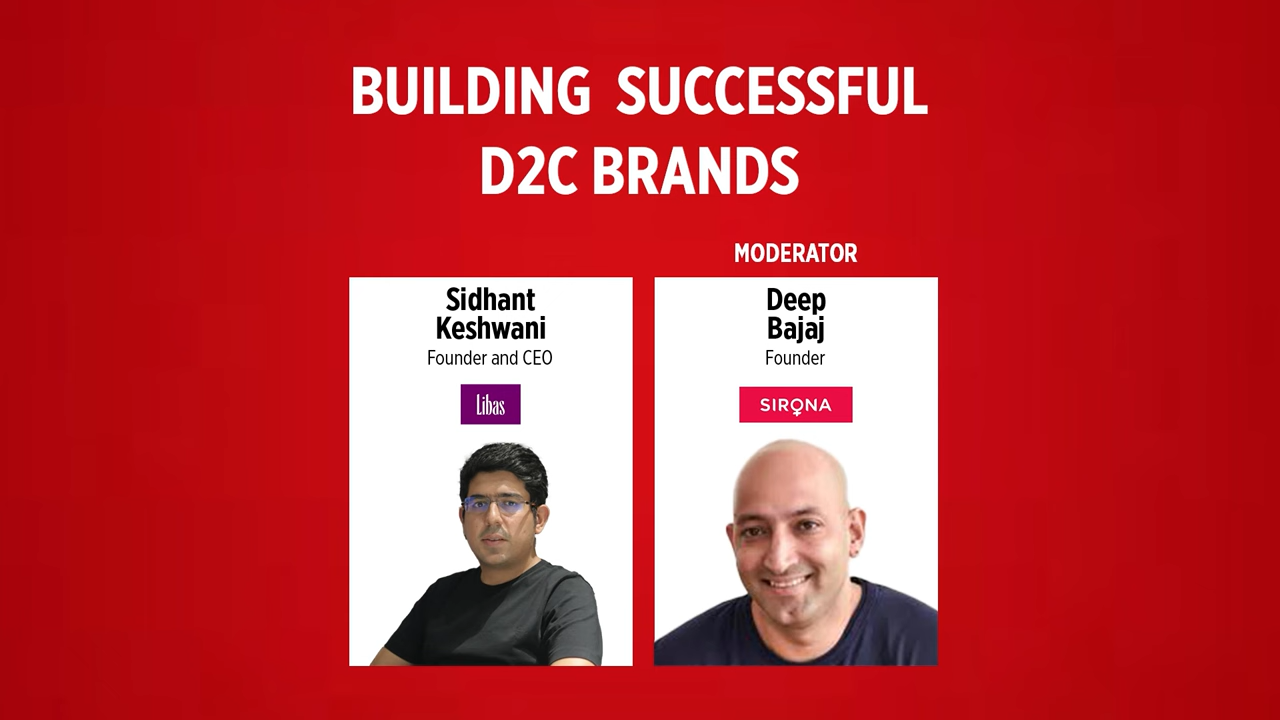 BUILDING SUCCESSFUL
D2C BRANDS
MODERATOR
Sidhant
Keshwani
Founder and CEO
Libas
Deep
Bajaj
Founder
SIRONA